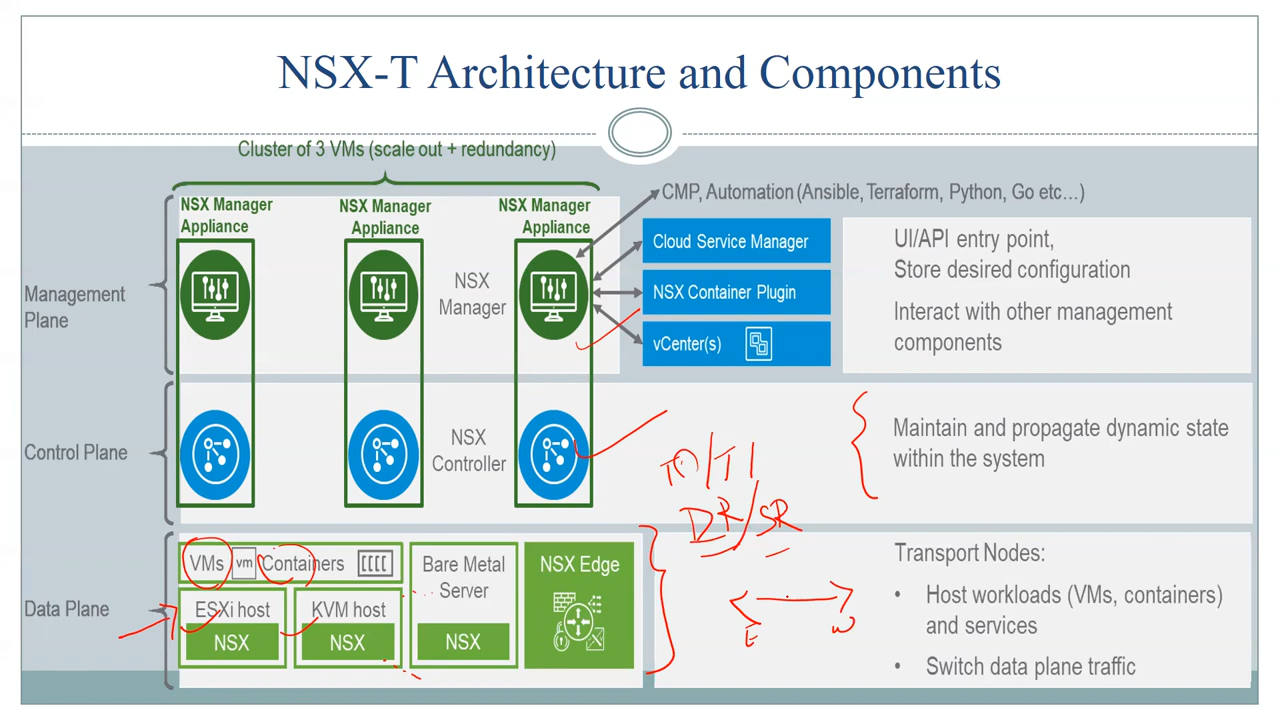 NSX-T Architecture and Components
Cluster of 3 VMs (scale out + redundancy)
NSX Manager
Appliance
NSX Manager
Appliance
NSX Manager
Appliance
CMP, Automation (Ansible, Terraform, Python, Go etc…)
Management
Plane
NSX
Manager
Cloud Service Manager
NSX Container Plugin
vCenter(s)
UI/API entry point,
Store desired configuration
Interact with other management
components
Control Plane
NSX
Controller
T0/T1
DR/SR
Maintain and propagate dynamic state
within the system
Data Plane
VMs
vm
Containers
ESXi host
NSX
KVM host
NSX
Bare Metal
Server
NSX
NSX Edge
E
W
Transport Nodes:
• Host workloads (VMs, containers)
and services
• Switch data plane traffic